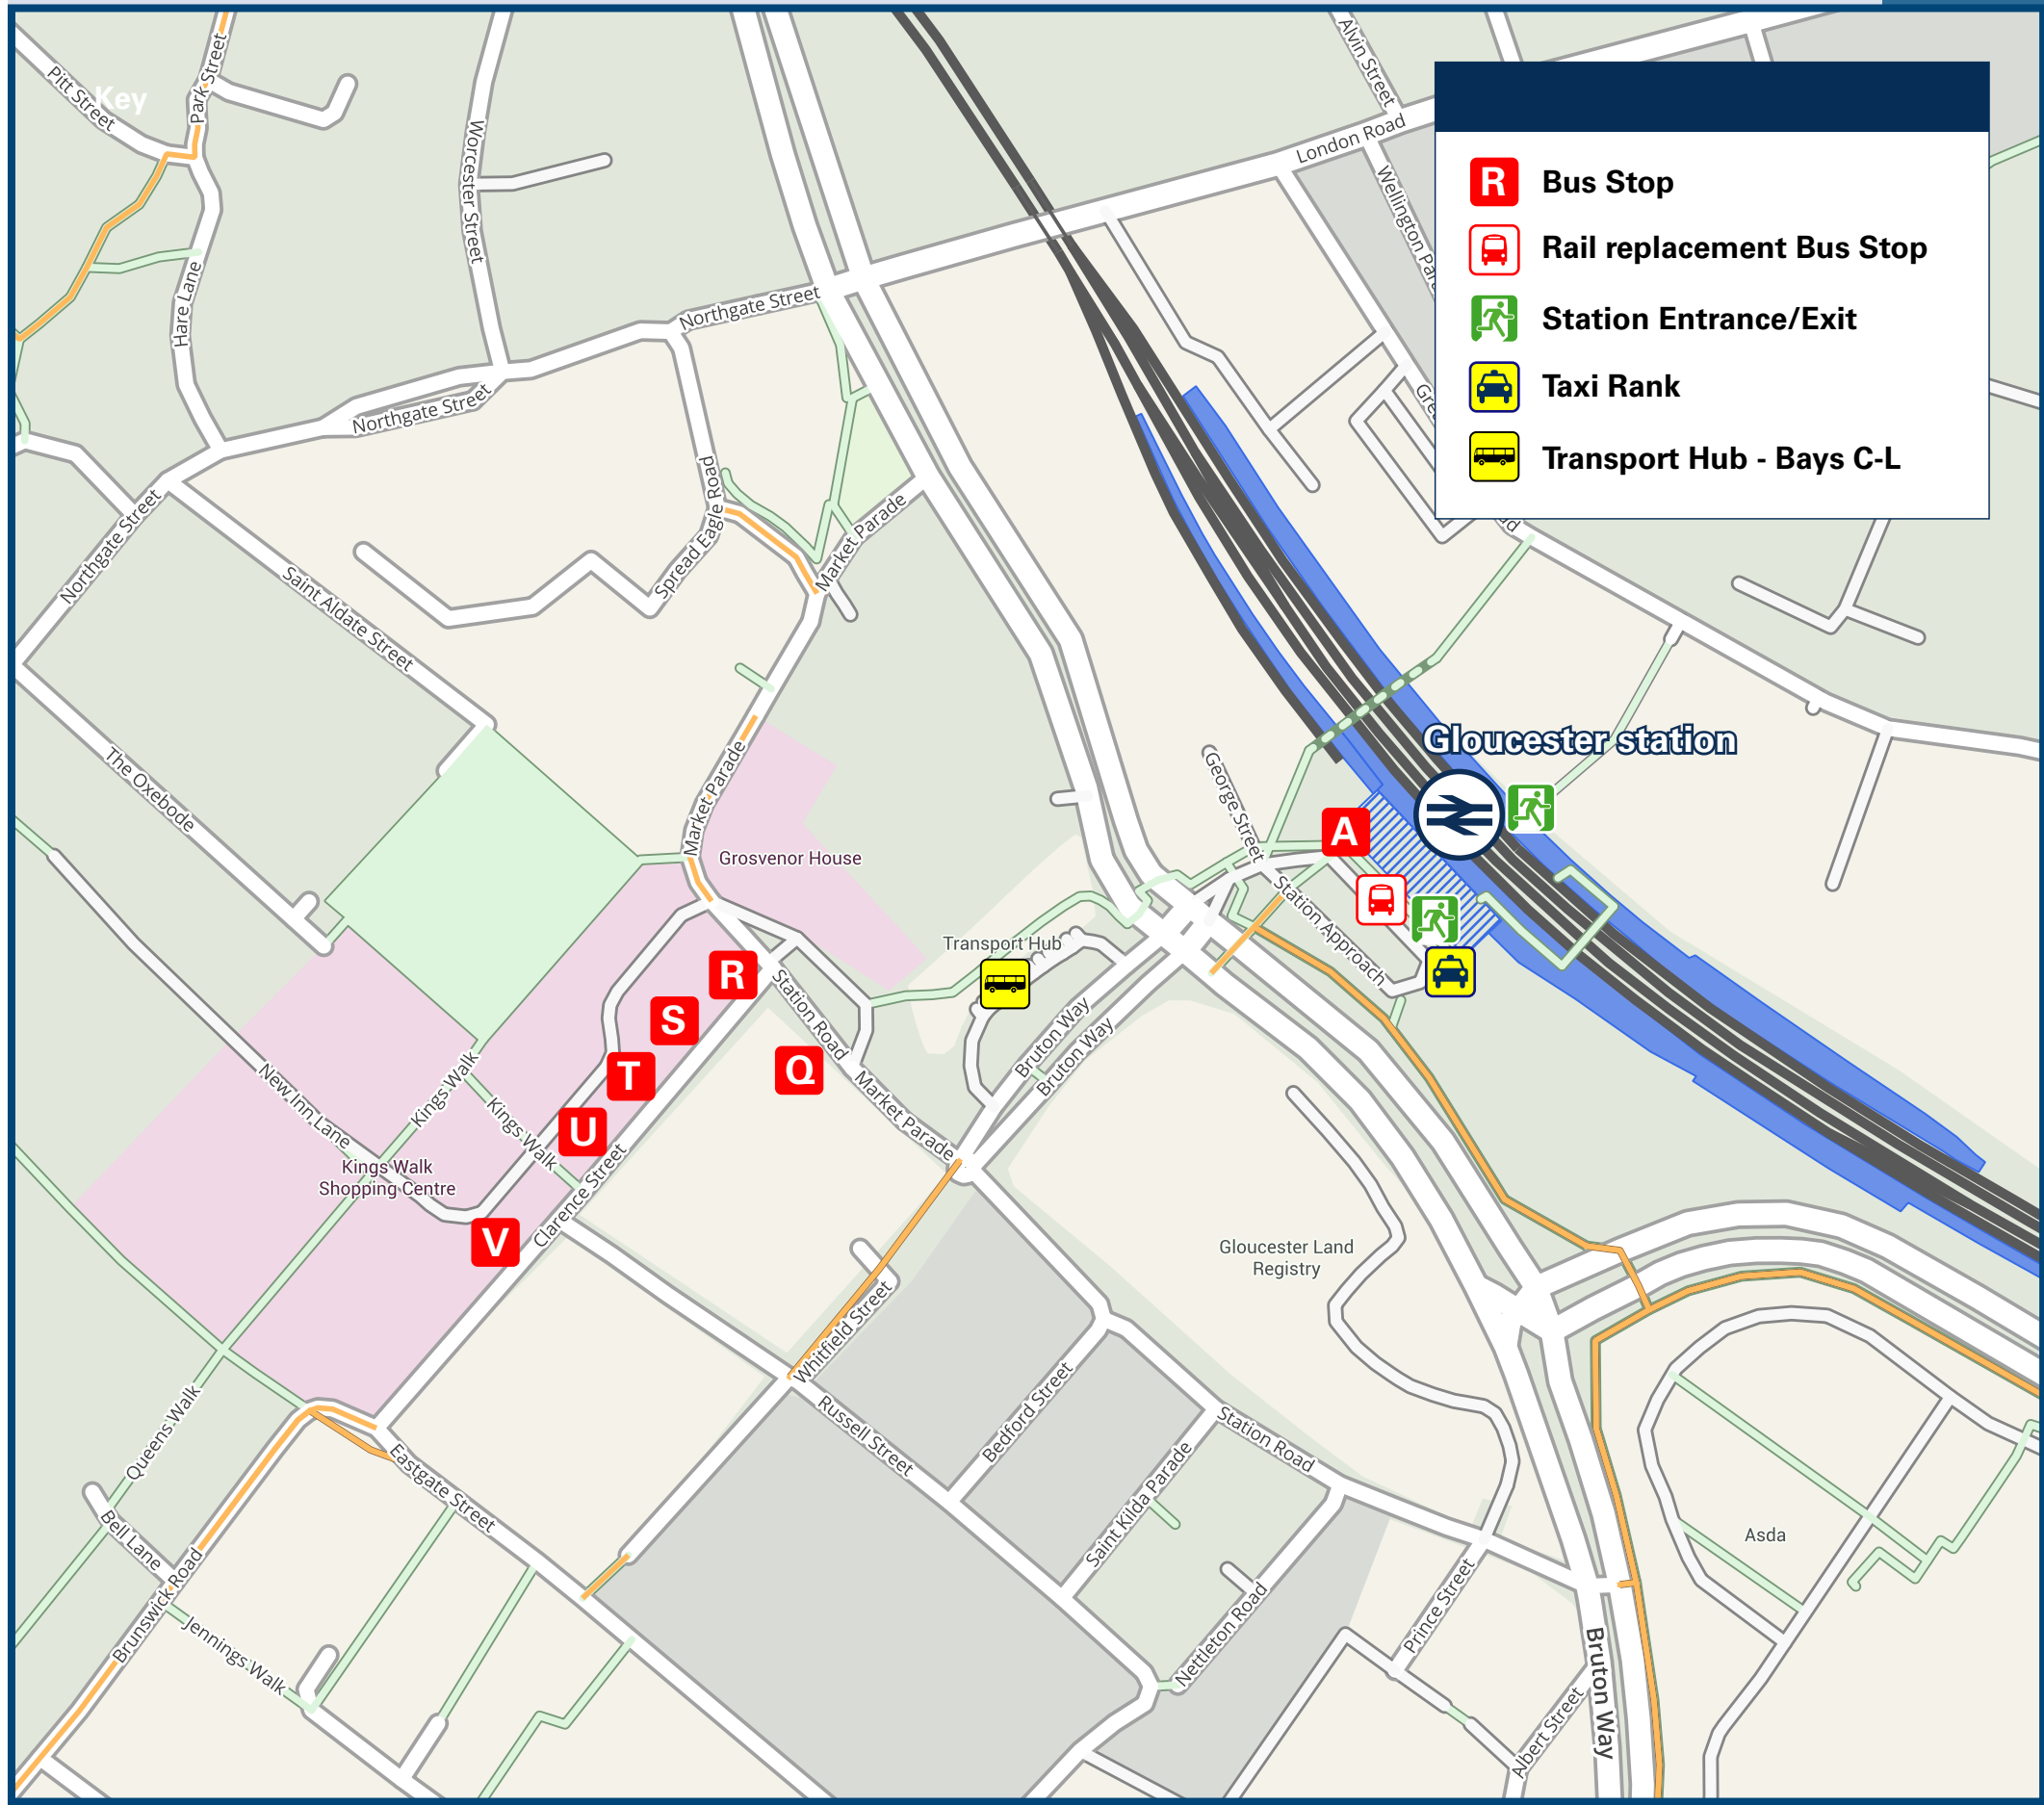 Key
Pitt Street
Park Street
Worcester Street
Hare Lane
Alvin Street
London Road
Wellington Para
Northgate Street
Northgate Street
Northgate Street
Spread Eagle Road
Market Parade
Saint Aldate Street
The Oxebode
Market Parade
Grosvenor House
R
Bus Stop
Rail replacement Bus Stop
Station Entrance/Exit
Taxi Rank
Transport Hub - Bays C-L
Gloucester station
George Street
A
Station Approach
Transport Hub
Bruton Way
Bruton Way
R
S
T
U
V
Q
Station Road
Market Parade
New Inn Lane
Kings Walk
Kings Walk
Kings Walk
Shopping Centre
Clarence Street
Gloucester Land
Registry
Whitfield Street
Russell Street
Bedford Street
Saint Kilda Parade
Station Road
Queens Walk
Eastgate Street
Bell Lane
Brunswick Road
Jennings Walk
Nettleton Road
Prince Street
Albert Street
Bruton Way
Asda